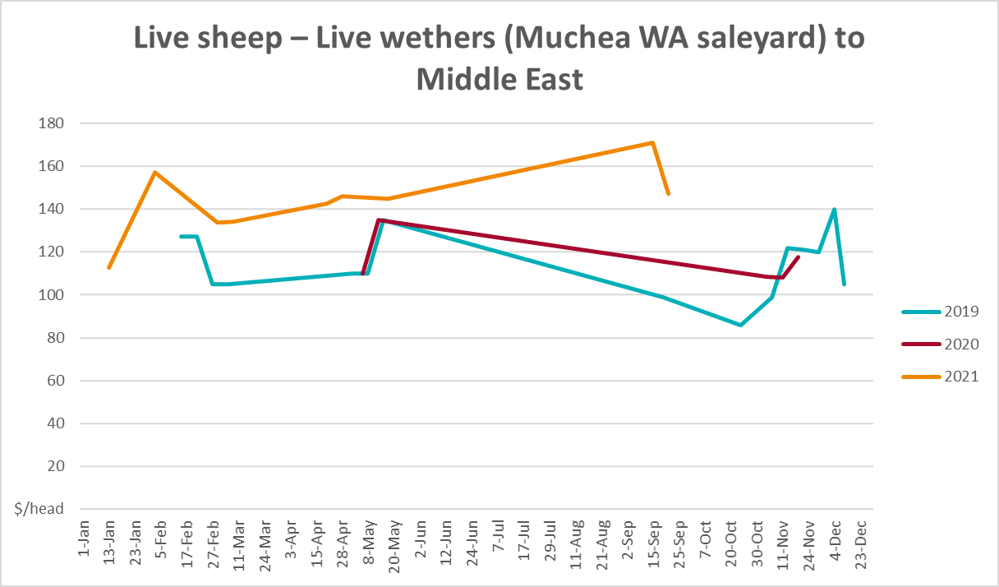 Live sheep – Live wethers (Muchea WA saleyard) to
Middle East
180
160
140
120
100
80
60
40
20
$/head
1-Jan
13-Jan
23-Jan
5-Feb
17-Feb
27-Feb
11-Mar
23-Mar
3-Apr
15-Apr
28-Apr
8-May
20-May
2-Jun
12-Jun
24-Jun
7-Jul
17-Jul
29-Jul
11-Aug
21-Aug
2-Sep
15-Sep
25-Sep
7-Oct
20-Oct
30-Oct
11-Nov
24-Nov
4-Dec
23-Dec
2019
2020
2021